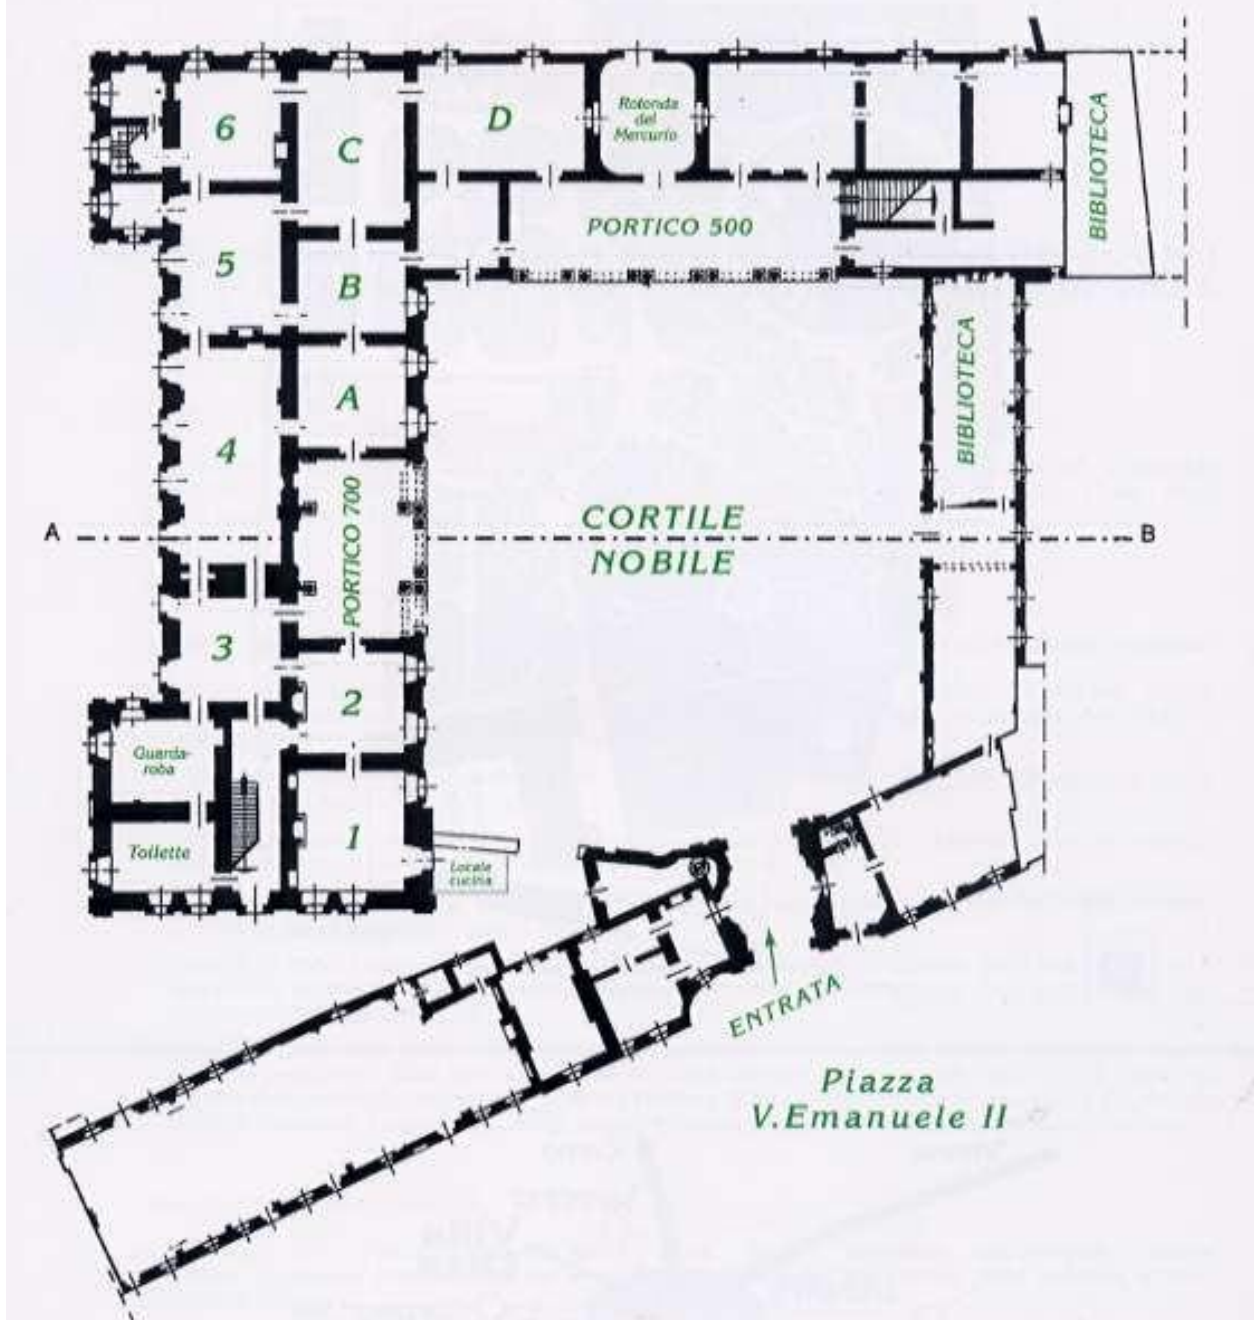 6
C
D
Rotonda
del
Mercurio
BIBLIOTECA
PORTICO 500
5
B
BIBLIOTECA
A
4
PORTICO 700
CORTILE
NOBILE
A
B
3
2
Guarda-
roba
1
Toilette
Locale
cucina
ENTRATA
Piazza
V.Emanuele II